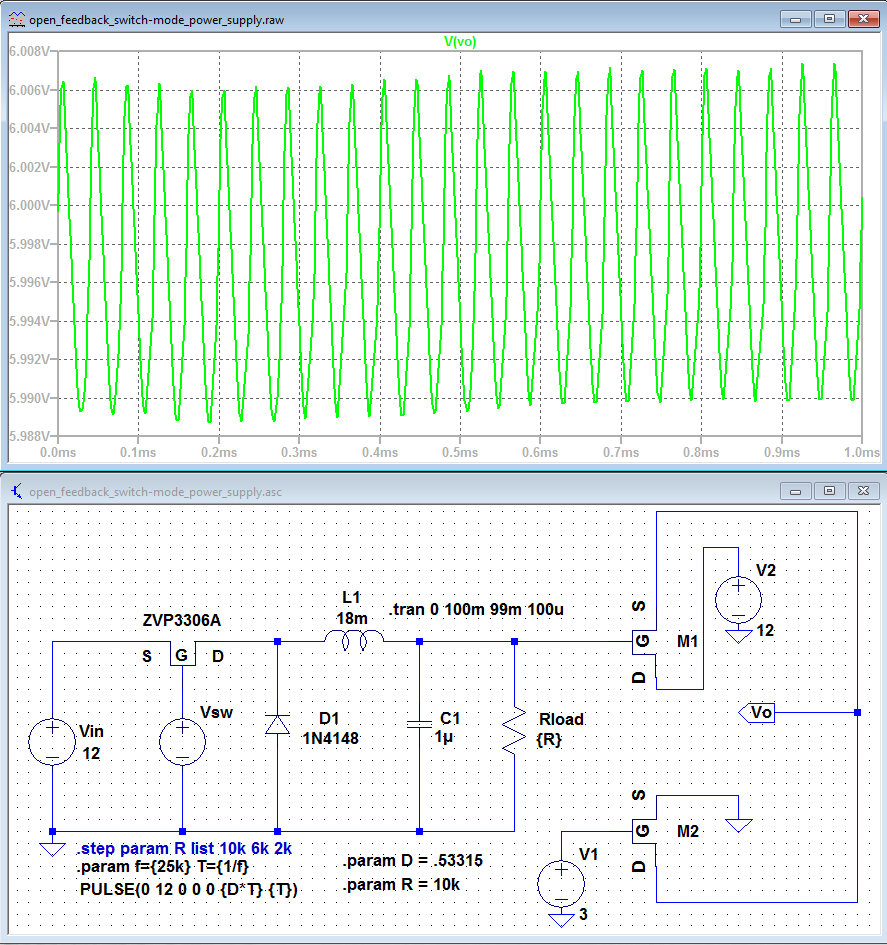 open_feedback_switch-mode_power_supply.raw
V(vo)
6.008V
6.006V
6.004V
6.002V
6.000V
5.998V
5.996V
5.994V
5.992V
5.990V
5.988V
0.0ms 0.1ms 0.2ms 0.3ms 0.4ms 0.5ms 0.6ms 0.7ms 0.8ms 0.9ms 1.0ms
open_feedback_switch-mode_power_supply.asc
V2
12
L1
18m
.tran 0 100m 99m 100u
ZVP3306A
S G D
S
G
D
M1
Vin
12
Vsw
D1
1N4148
C1
1µ
Rload
{R}
Vo
S
G
D
M2
V1
3
.step param R list 10k 6k 2k
.param f={25k} T={1/f}
PULSE(0 12 0 0 0 {D*T} {T})
.param D = .53315
.param R = 10k